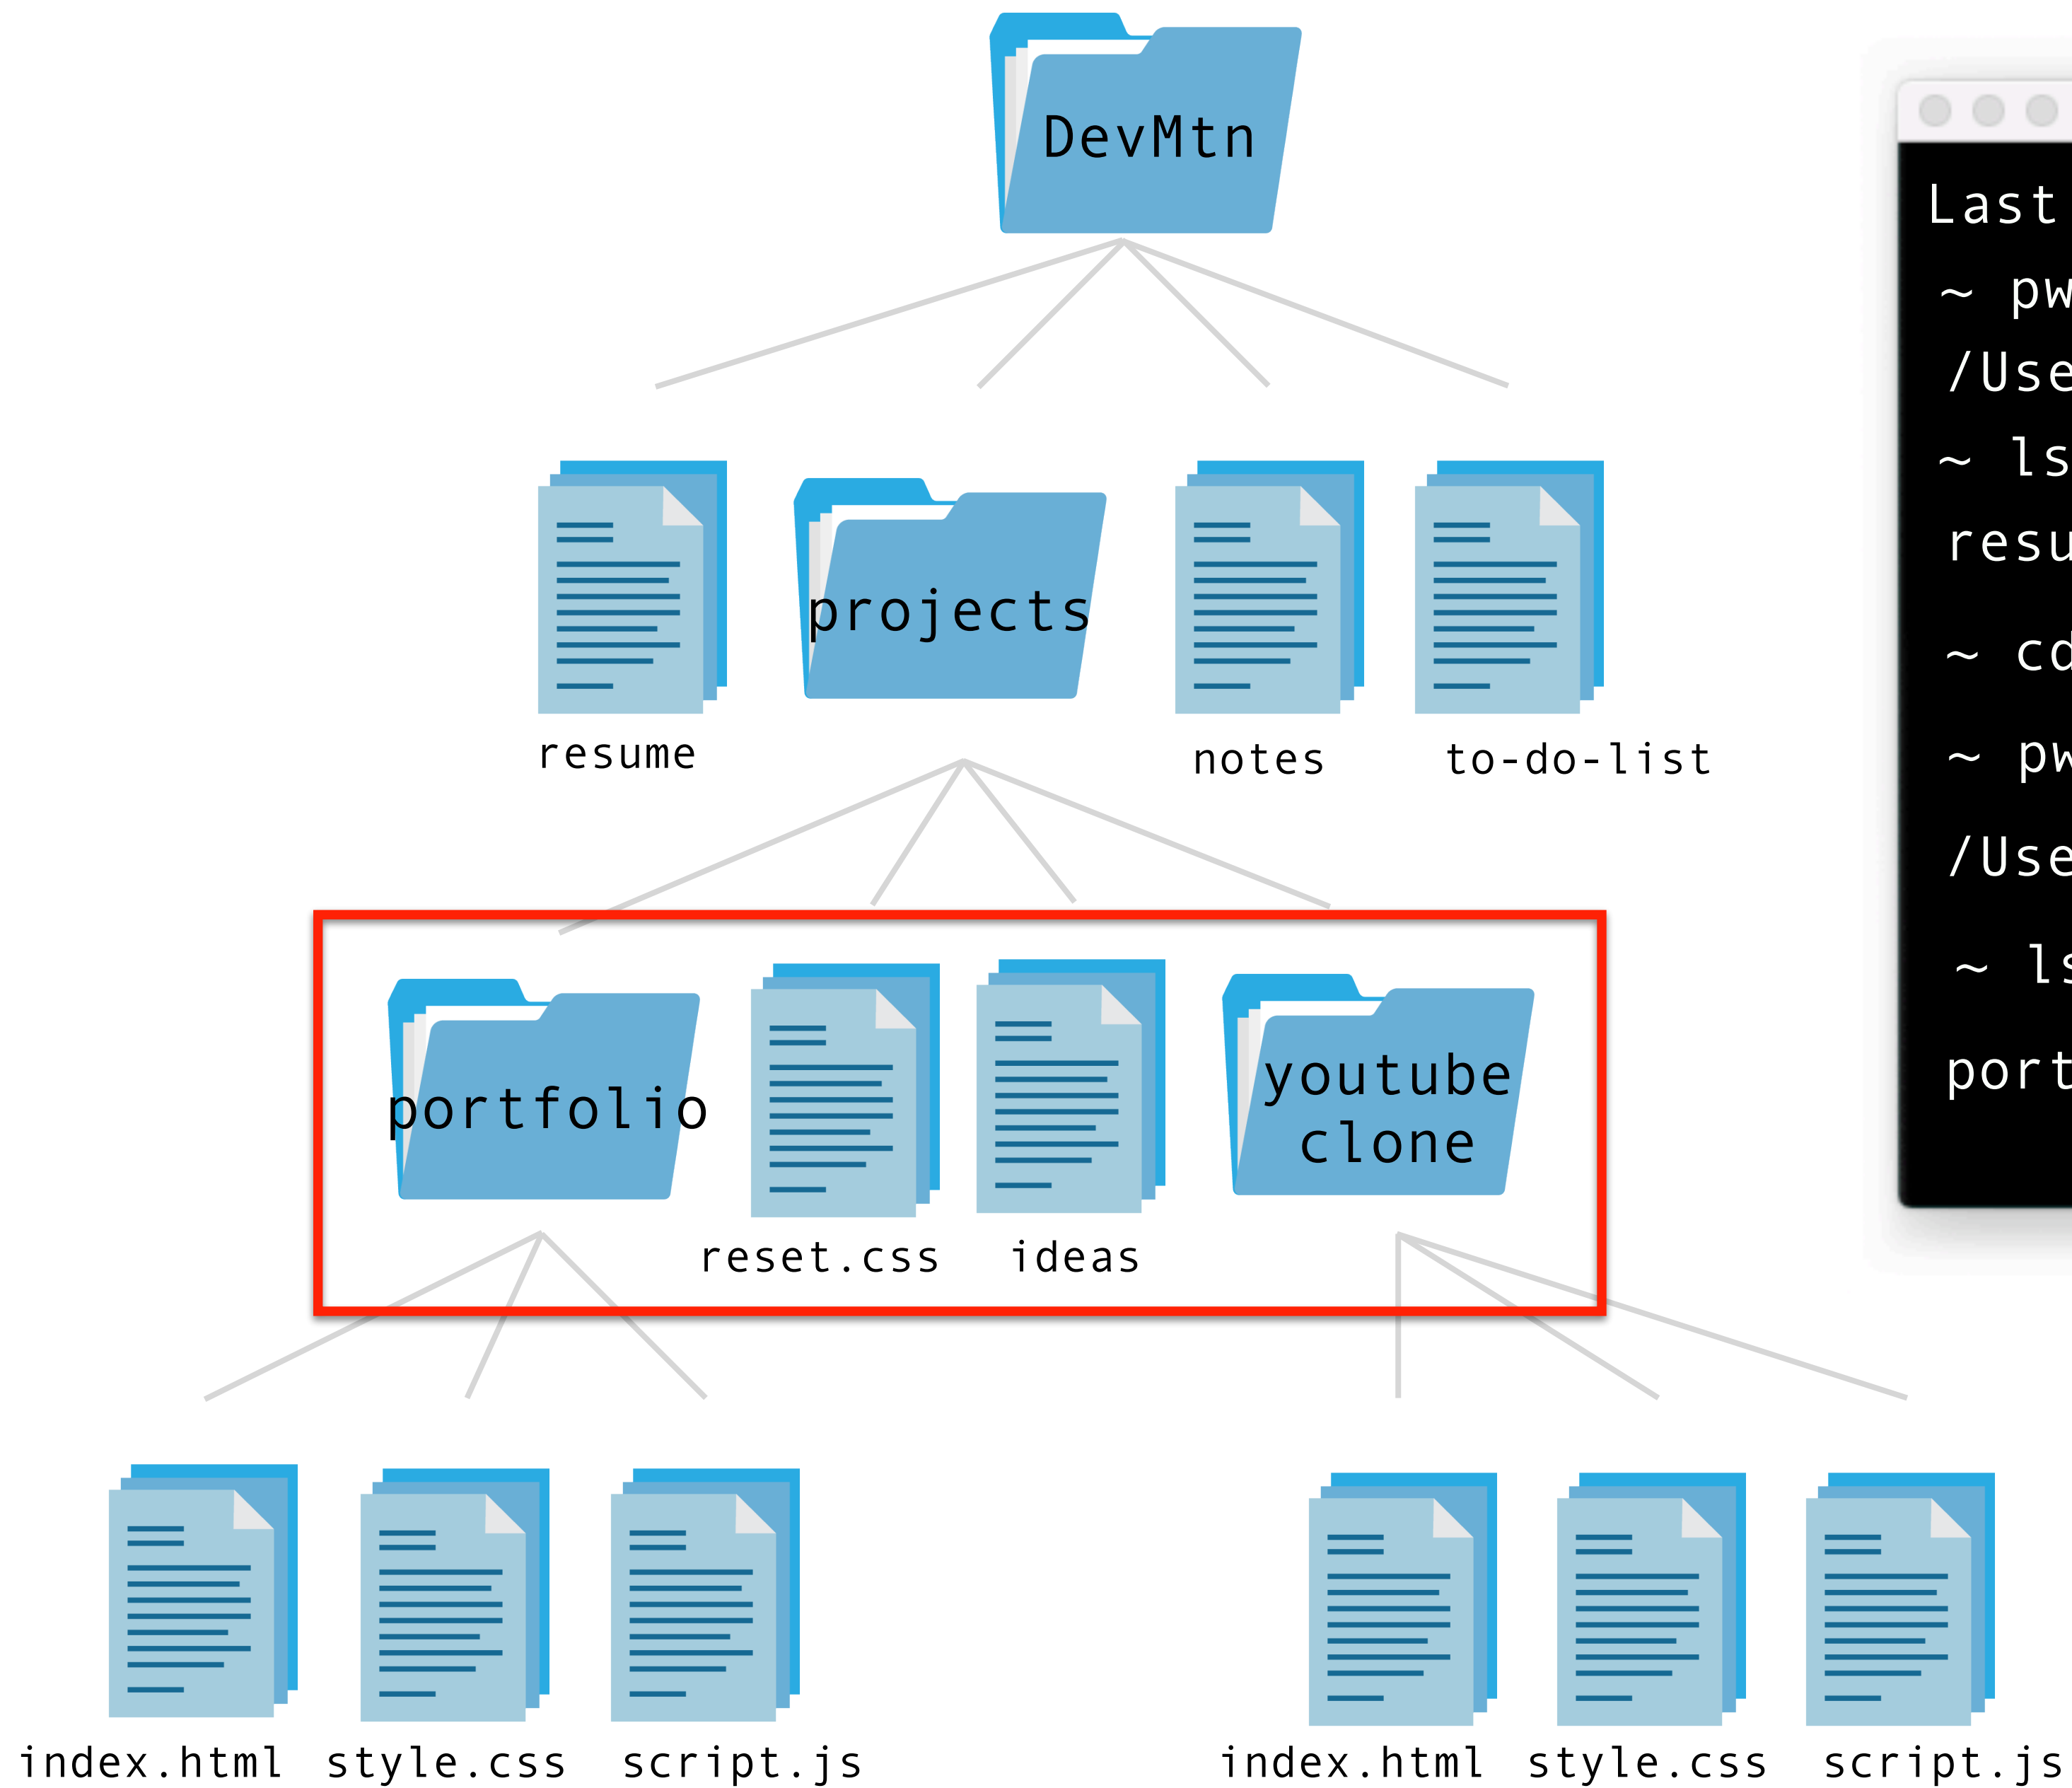 DevMtn
resume
projects
notes
to-do-list
portfolio
reset.css
ideas
youtube
clone
index.html
style.css
script.js
index.html
style.css
script.js
Last
~ pw
/Use
~ ls
resu
~ cd
~ pw
/Use
~ ls
port